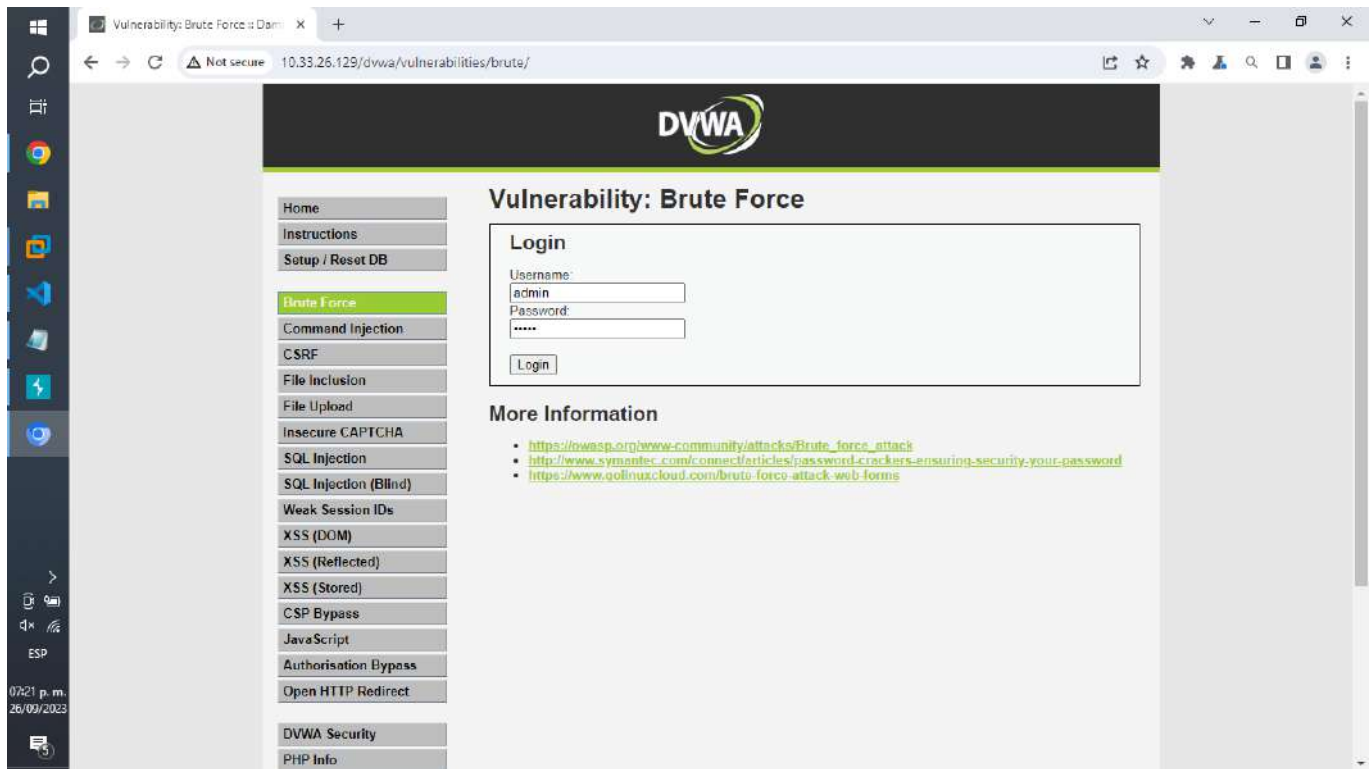 Vulnerability: Brute Force :: Dam
Not secure 10.33.26.129/dvwa/vulnerabilities/brute/
DVWA
Home
Instructions
Setup / Reset DB
Brute Force
Command Injection
CSRF
File Inclusion
File Upload
Insecure CAPTCHA
SQL Injection
SQL Injection (Blind)
Weak Session IDs
XSS (DOM)
XSS (Reflected)
XSS (Stored)
CSP Bypass
JavaScript
Authorisation Bypass
Open HTTP Redirect
DVWA Security
PHP Info
Vulnerability: Brute Force
Login
Username:
admin
Password:
•••••
Login
More Information
• https://owasp.org/www-community/attacks/Brute_force_attack
• http://www.symantec.com/connect/articles/password-crackers-ensuring-security-your-password
• https://www.golinuxcloud.com/brute-force-attack-web-forms
ESP
07:21 p. m.
26/09/2023
5